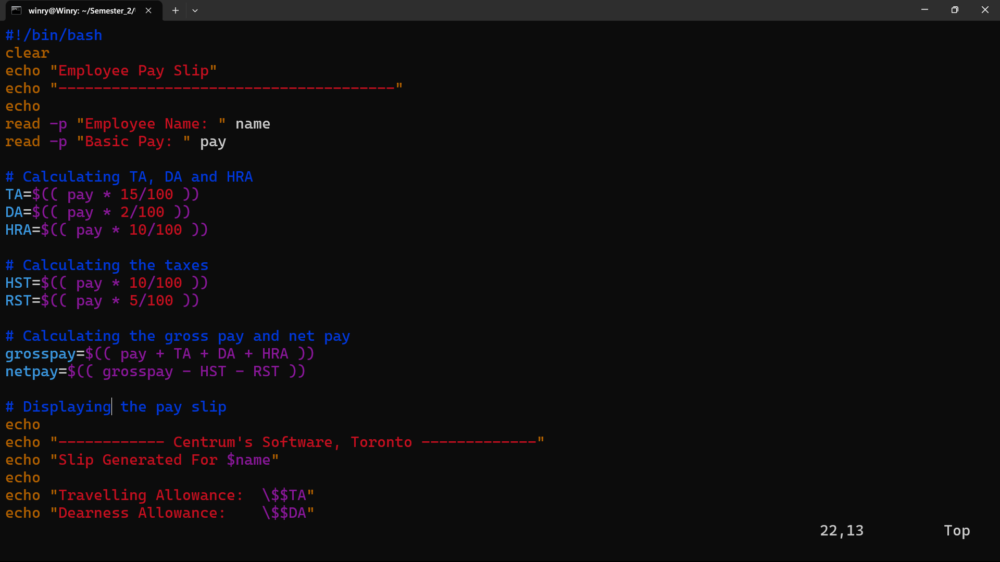 winry@Winry: ~/Semester_2/
#!/bin/bash
clear
echo "Employee Pay Slip"
echo "--------------------------------------"
echo
read -p "Employee Name: " name
read -p "Basic Pay: " pay

# Calculating TA, DA and HRA
TA=$(( pay * 15/100 ))
DA=$(( pay * 2/100 ))
HRA=$(( pay * 10/100 ))

# Calculating the taxes
HST=$(( pay * 10/100 ))
RST=$(( pay * 5/100 ))

# Calculating the gross pay and net pay
grosspay=$(( pay + TA + DA + HRA ))
netpay=$(( grosspay - HST - RST ))

# Displaying the pay slip
echo
echo "------------ Centrum's Software, Toronto -------------"
echo "Slip Generated For $name"
echo
echo "Travelling Allowance:  \$$TA"
echo "Dearness Allowance:    \$$DA"
22,13 Top